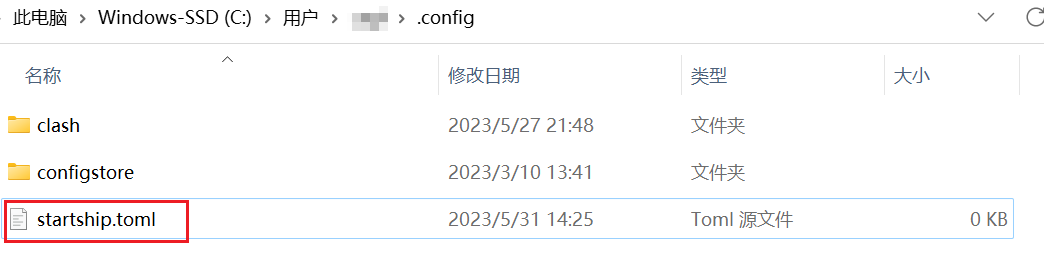 此电脑 Windows-SSD (C:) 用户 .config
名称 修改日期 类型 大小
clash 2023/5/27 21:48 文件夹
configstore 2023/3/10 13:41 文件夹
startship.toml 2023/5/31 14:25 Toml 源文件 0 KB